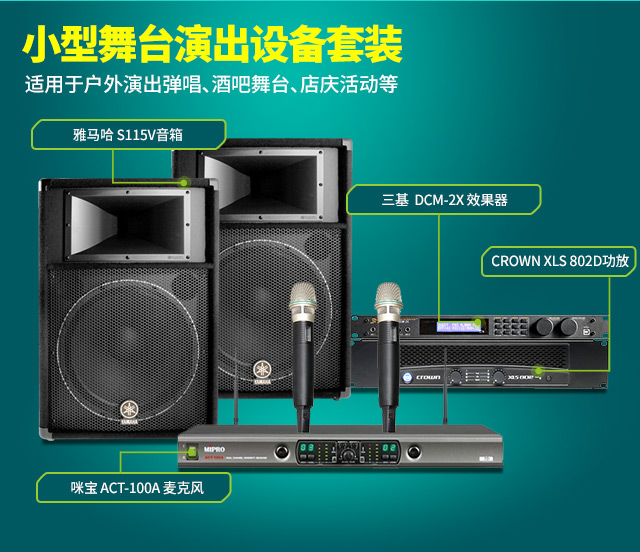 小型舞台演出设备套装
适用于户外演出弹唱、酒吧舞台、店庆活动等
雅马哈 S115V音箱
三基 DCM-2X 效果器
CROWN XLS 802D功放
YAMAHA
YAMAHA
crown
XLS 802
MIPRO
咪宝 ACT-100A 麦克风